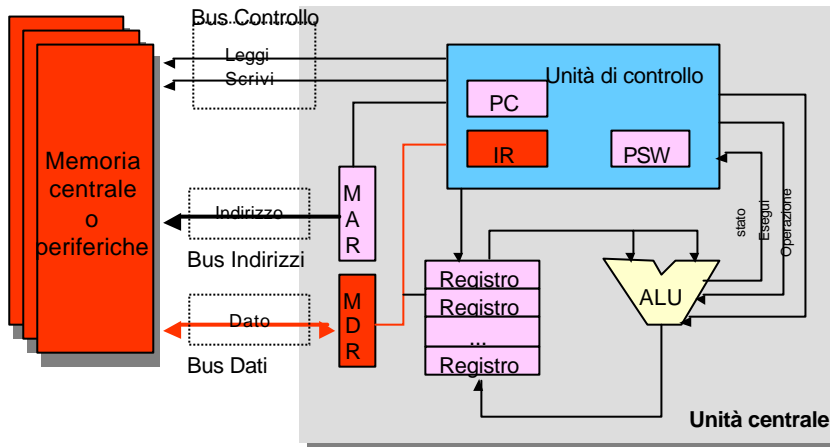 Bus Controllo
Leggi
Scrivi
Unità di controllo
PC
IR
PSW
Memoria
centrale
o
periferiche
M
A
R
Indirizzo
Bus Indirizzi
stato
Esegui
Operazione
Registro
Registro
...
Registro
ALU
M
D
R
Dato
Bus Dati
Unità centrale